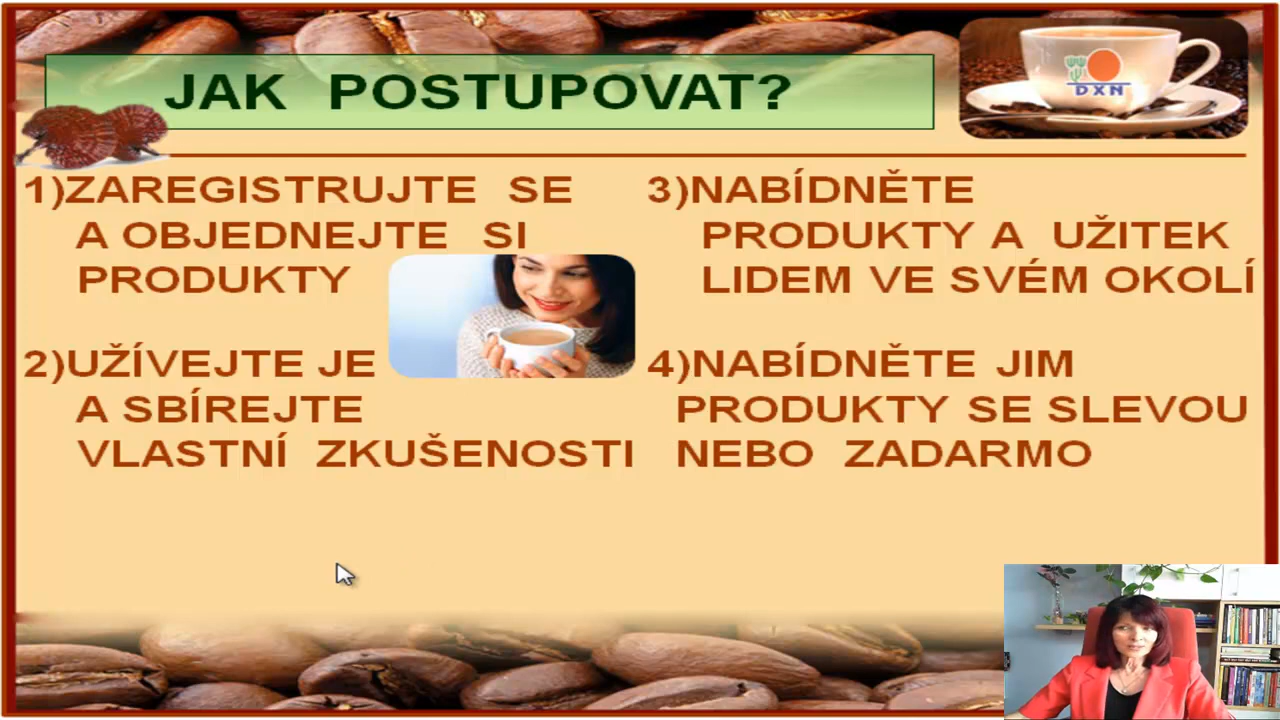 JAK POSTUPOVAT?
DXN
1)ZAREGISTRUJTE SE
A OBJEDNEJTE SI
PRODUKTY
2)UŽÍVEJTE JE
A SBÍREJTE
VLASTNÍ ZKUŠENOSTI
3)NABÍDNĚTE
PRODUKTY A UŽITEK
LIDEM VE SVÉM OKOLÍ
4)NABÍDNĚTE JIM
PRODUKTY SE SLEVOU
NEBO ZADARMO